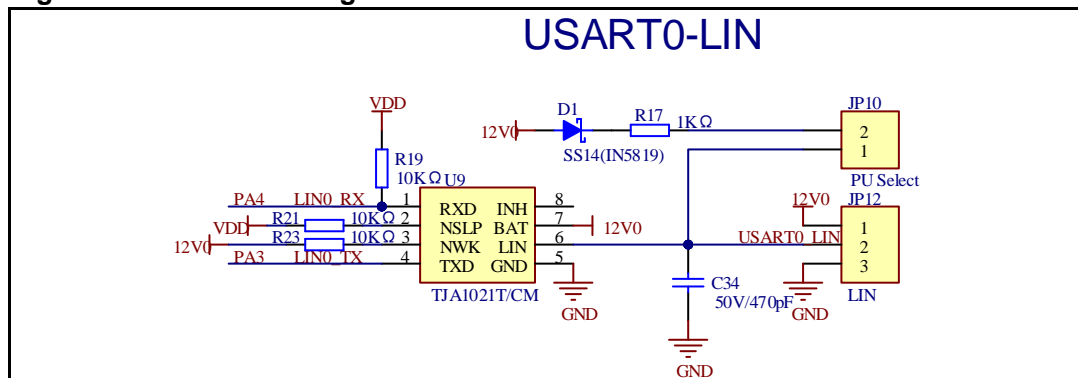 USART0-LIN
VDD
D1
R17
JP10
12V0
1KΩ
2
1
SS14(IN5819)
PU Select
R19
10KΩ
U9
JP12
12V0
PA4 LIN0_RX
1 RXD INH 8
VDD R21 10KΩ
2 NSLP BAT 7
12V0
1
12V0 R23 10KΩ
3 NWK LIN 6
USART0_LIN
2
PA3 LIN0_TX
4 TXD GND 5
3
TJA1021T/CM
C34
50V/470pF
LIN
GND
GND
GND